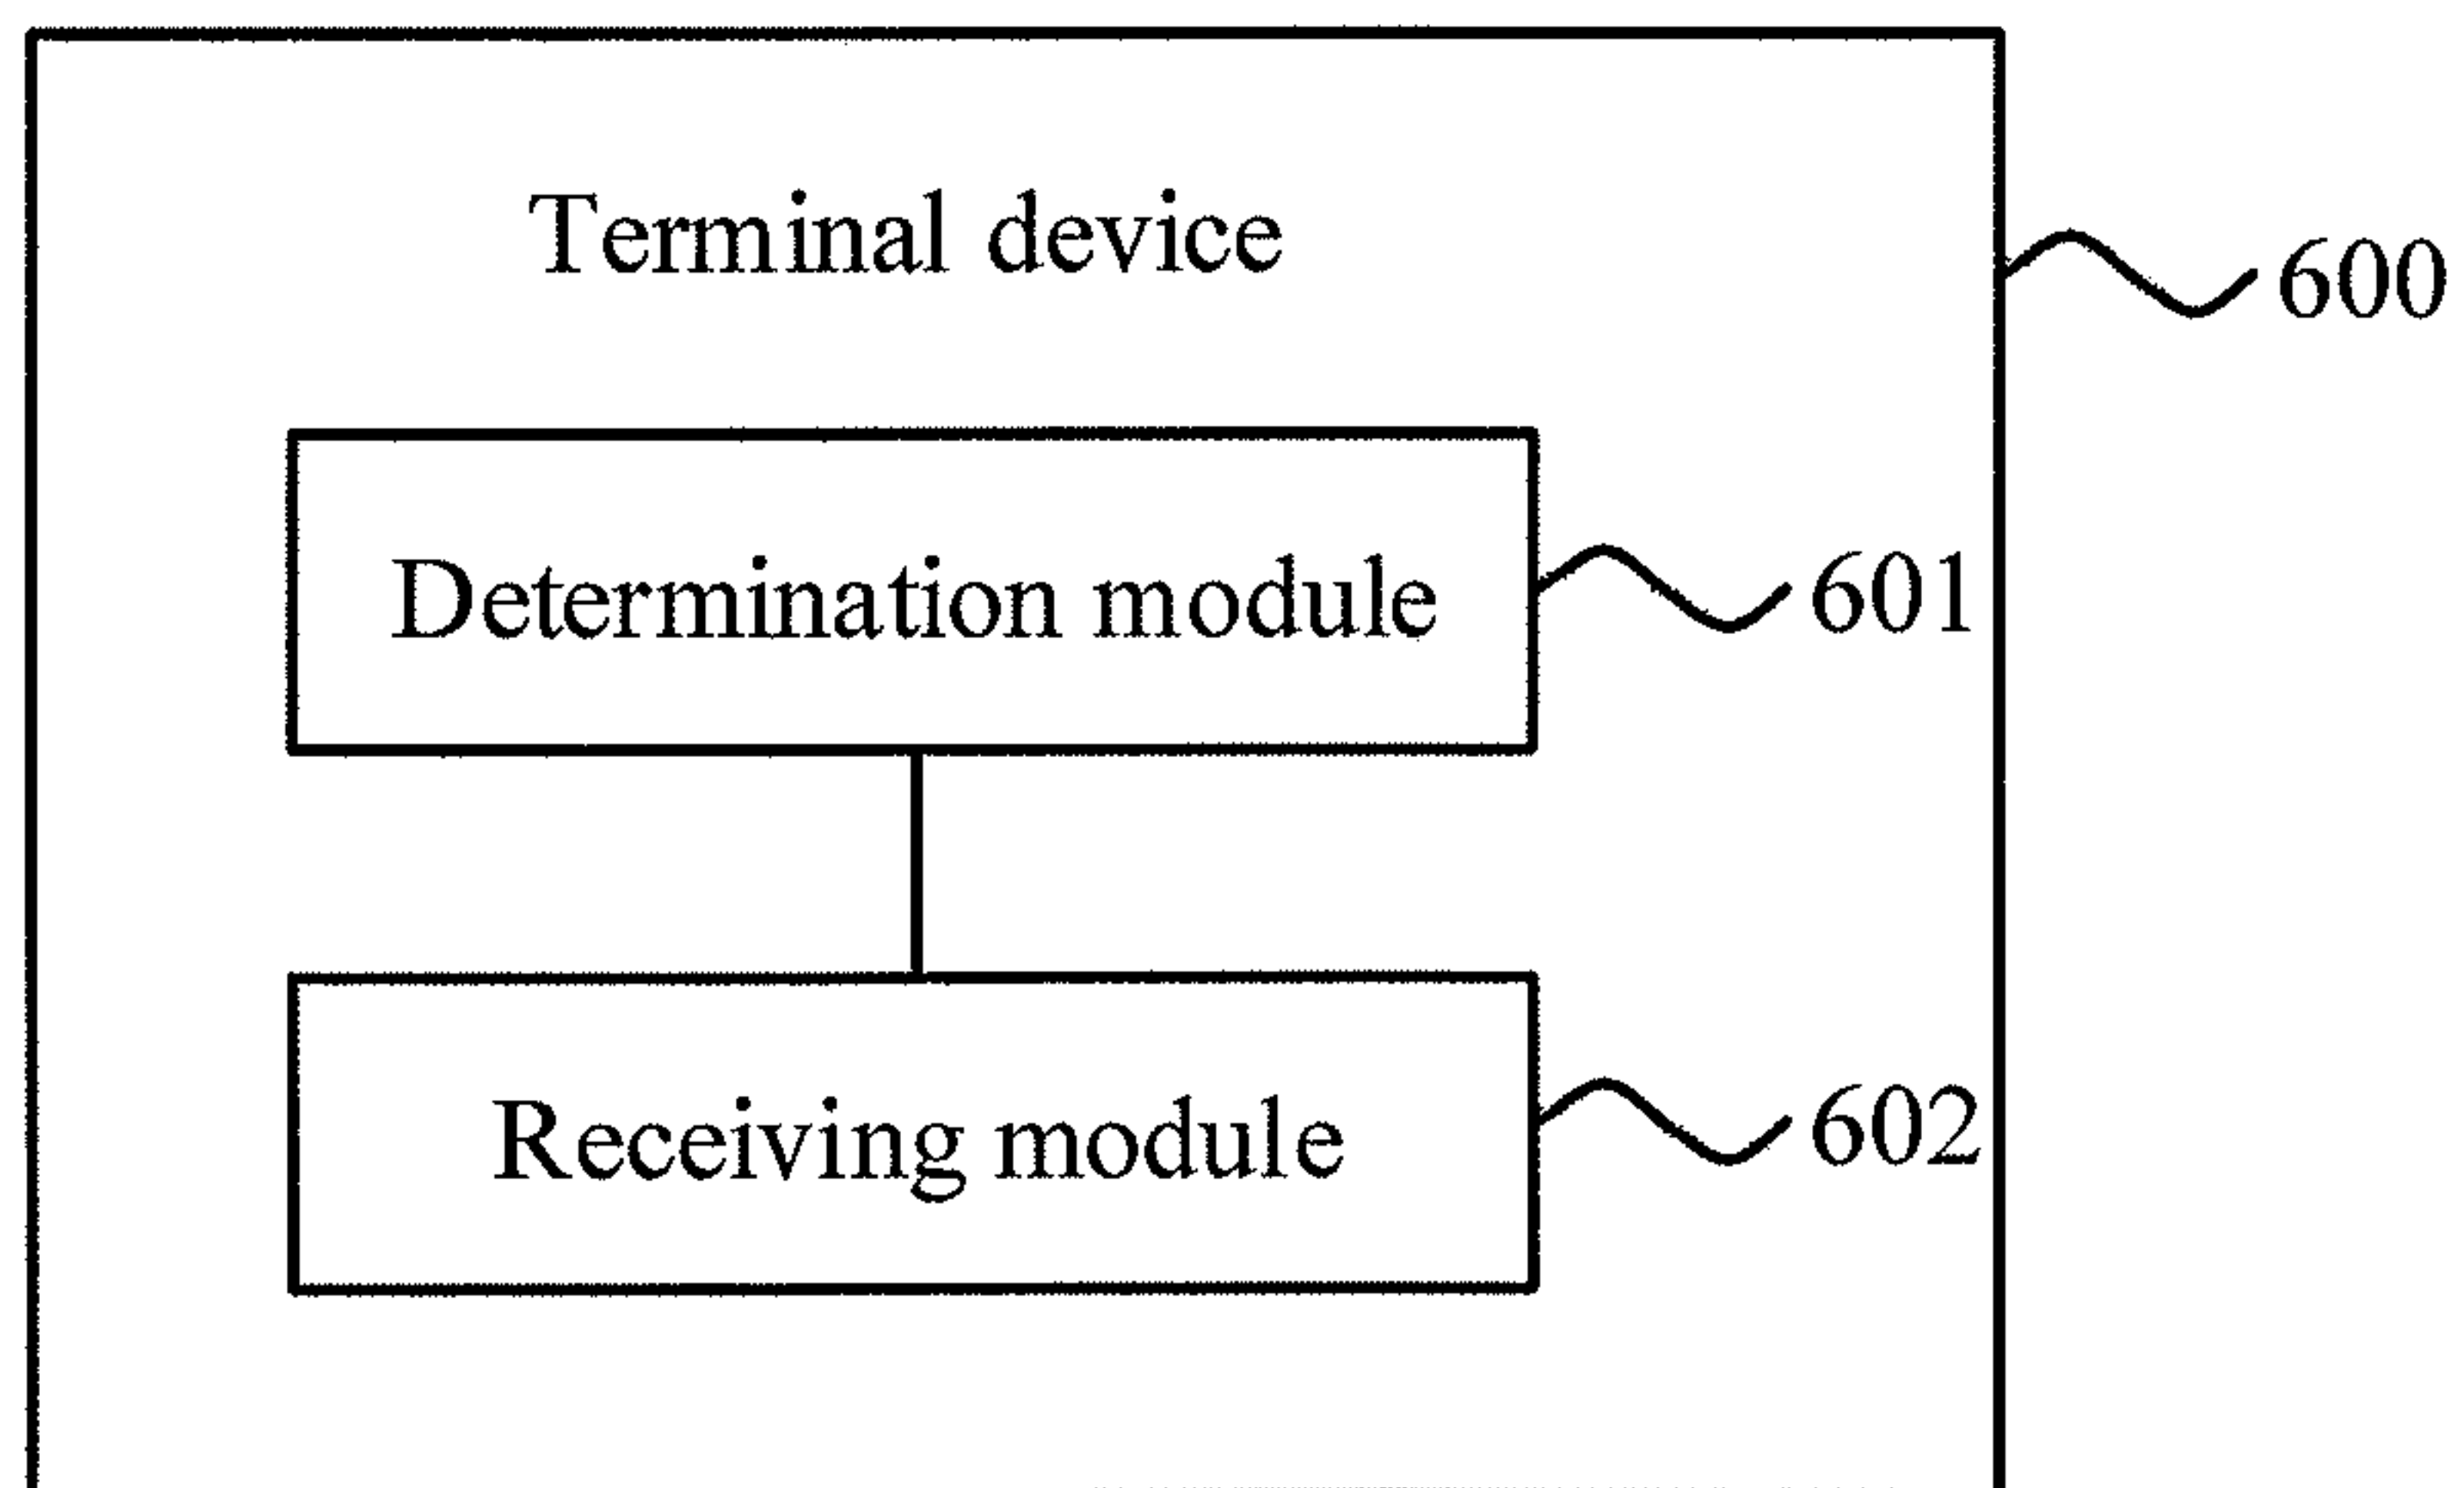 Terminal device
600
Determination module
601
Receiving module
602